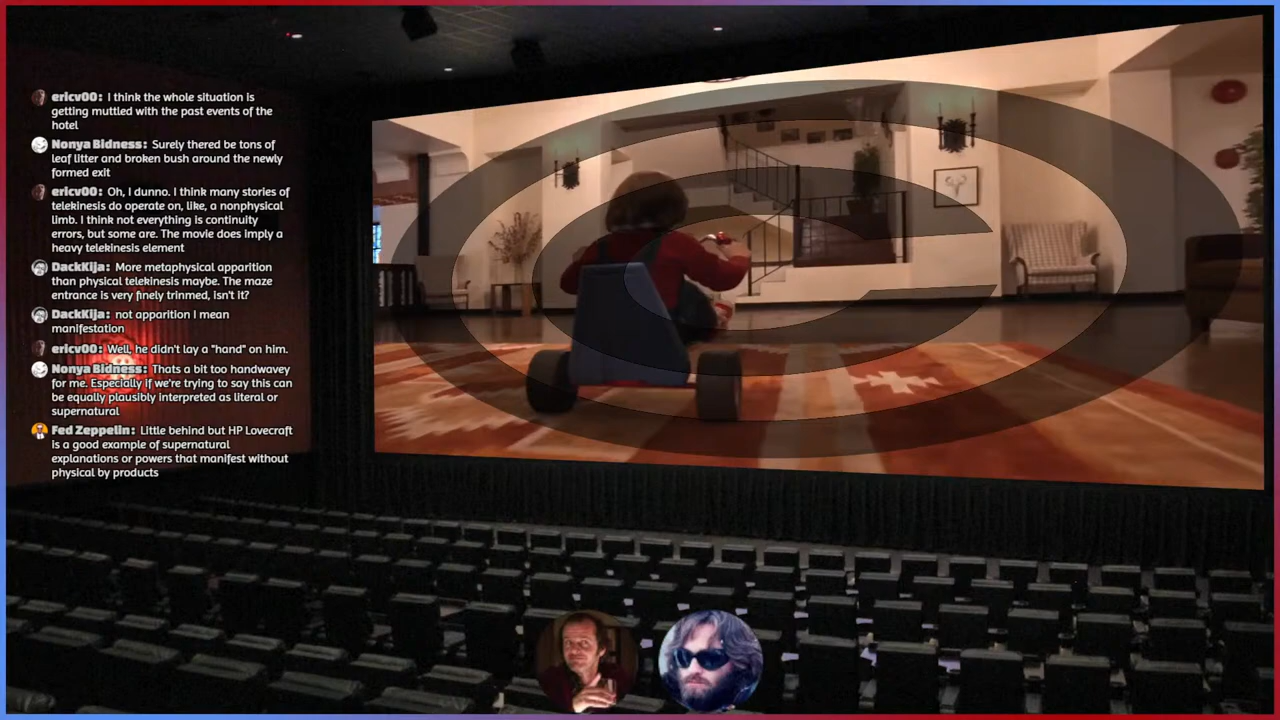 ericv00: I think the whole situation is
getting muttled with the past events of the
hotel
Nonya Bidness: Surely thered be tons of
leaf litter and broken bush around the newly
formed exit
ericv00: Oh, I dunno. I think many stories of
telekinesis do operate on, like, a nonphysical
limb. I think not everything is continuity
errors, but some are. The movie does imply a
heavy telekinesis element
DackKija: More metaphysical apparition
than physical telekinesis maybe. The maze
entrance is very finely trinmed, isn't it?
DackKija: not apparition I mean
manifestation
ericv00: Well, he didn't lay a "hand" on him.
Nonya Bidness: Thats a bit too handwavey
for me. Especially if we're trying to say this can
be equally plausibly interpreted as literal or
supernatural
Fed Zeppelin: Little behind but HP Lovecraft
is a good example of supernatural
explanations or powers that manifest without
physical by products